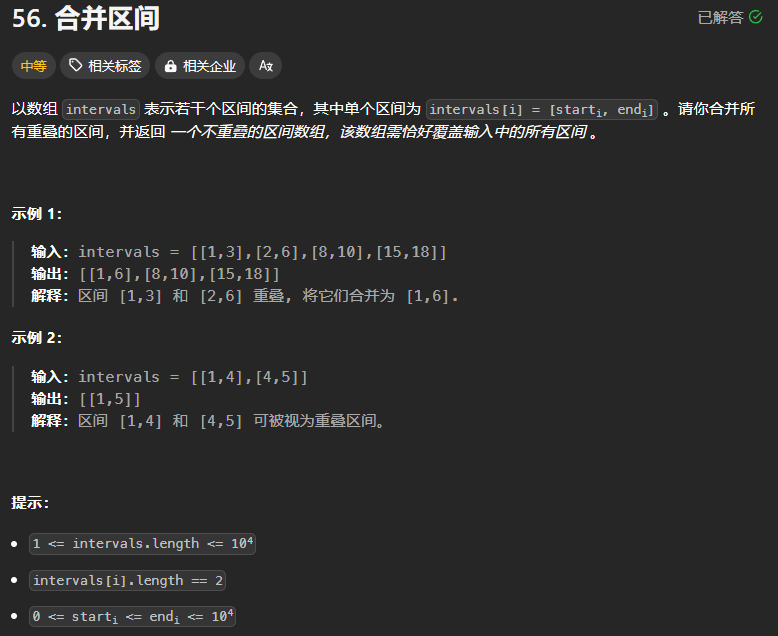 56. 合并区间
已解答
中等 相关标签 相关企业 Ax
以数组 intervals 表示若干个区间的集合，其中单个区间为 intervals[i] = [starti, endi] 。请你合并所
有重叠的区间，并返回 一个不重叠的区间数组，该数组需恰好覆盖输入中的所有区间 。
示例 1：
输入：intervals = [[1,3],[2,6],[8,10],[15,18]]
输出：[[1,6],[8,10],[15,18]]
解释：区间 [1,3] 和 [2,6] 重叠, 将它们合并为 [1,6].
示例 2：
输入：intervals = [[1,4],[4,5]]
输出：[[1,5]]
解释：区间 [1,4] 和 [4,5] 可被视为重叠区间。
提示：
• 1 <= intervals.length <= 10⁴
• intervals[i].length == 2
• 0 <= starti <= endi <= 10⁴